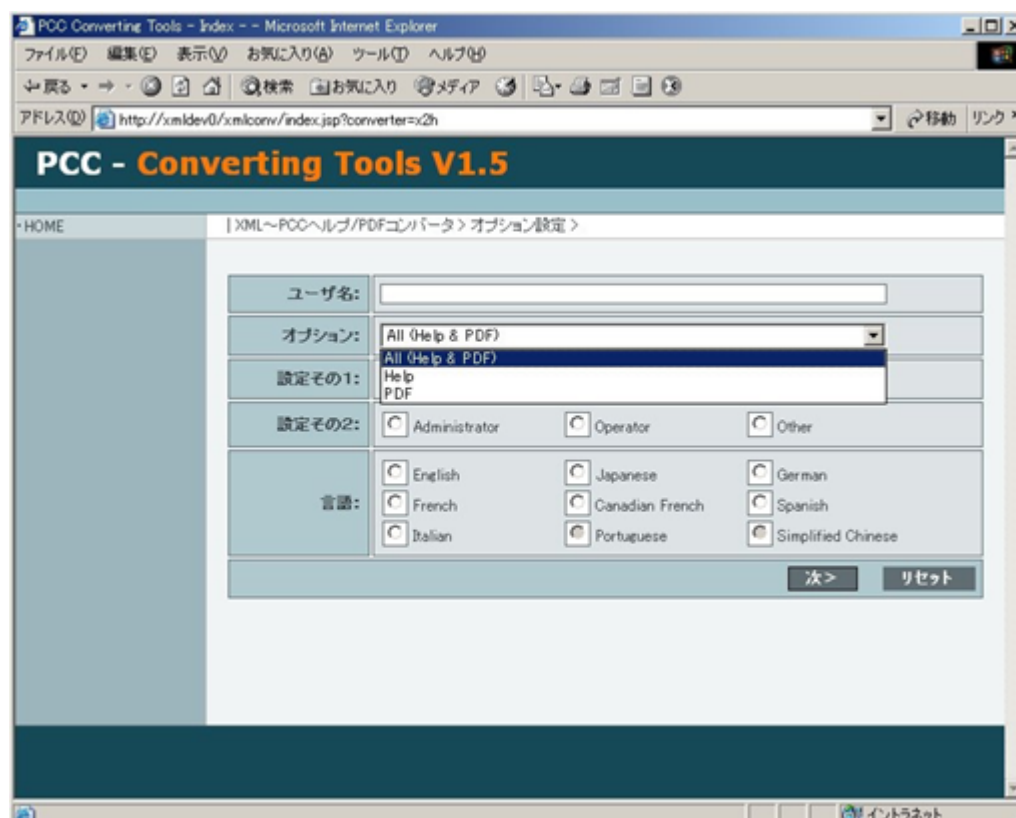 PCC Converting Tools - Index - - Microsoft Internet Explorer
ファイル(F) 編集(E) 表示(V) お気に入り(A) ツール(T) ヘルプ(H)
戻る 検索 お気に入り メディア
アドレス(D) http://xmldev0/xmlconv/index.jsp?converter=x2h 移動 リンク
PCC - Converting Tools V1.5
・HOME
| XML～PCCヘルプ/PDFコンバータ > オプション設定 >
ユーザ名:
オプション: All (Help & PDF)
All (Help & PDF)
設定その1: Help
PDF
設定その2: Administrator Operator Other
English Japanese German
言語: French Canadian French Spanish
Italian Portuguese Simplified Chinese
次> リセット
イントラネット